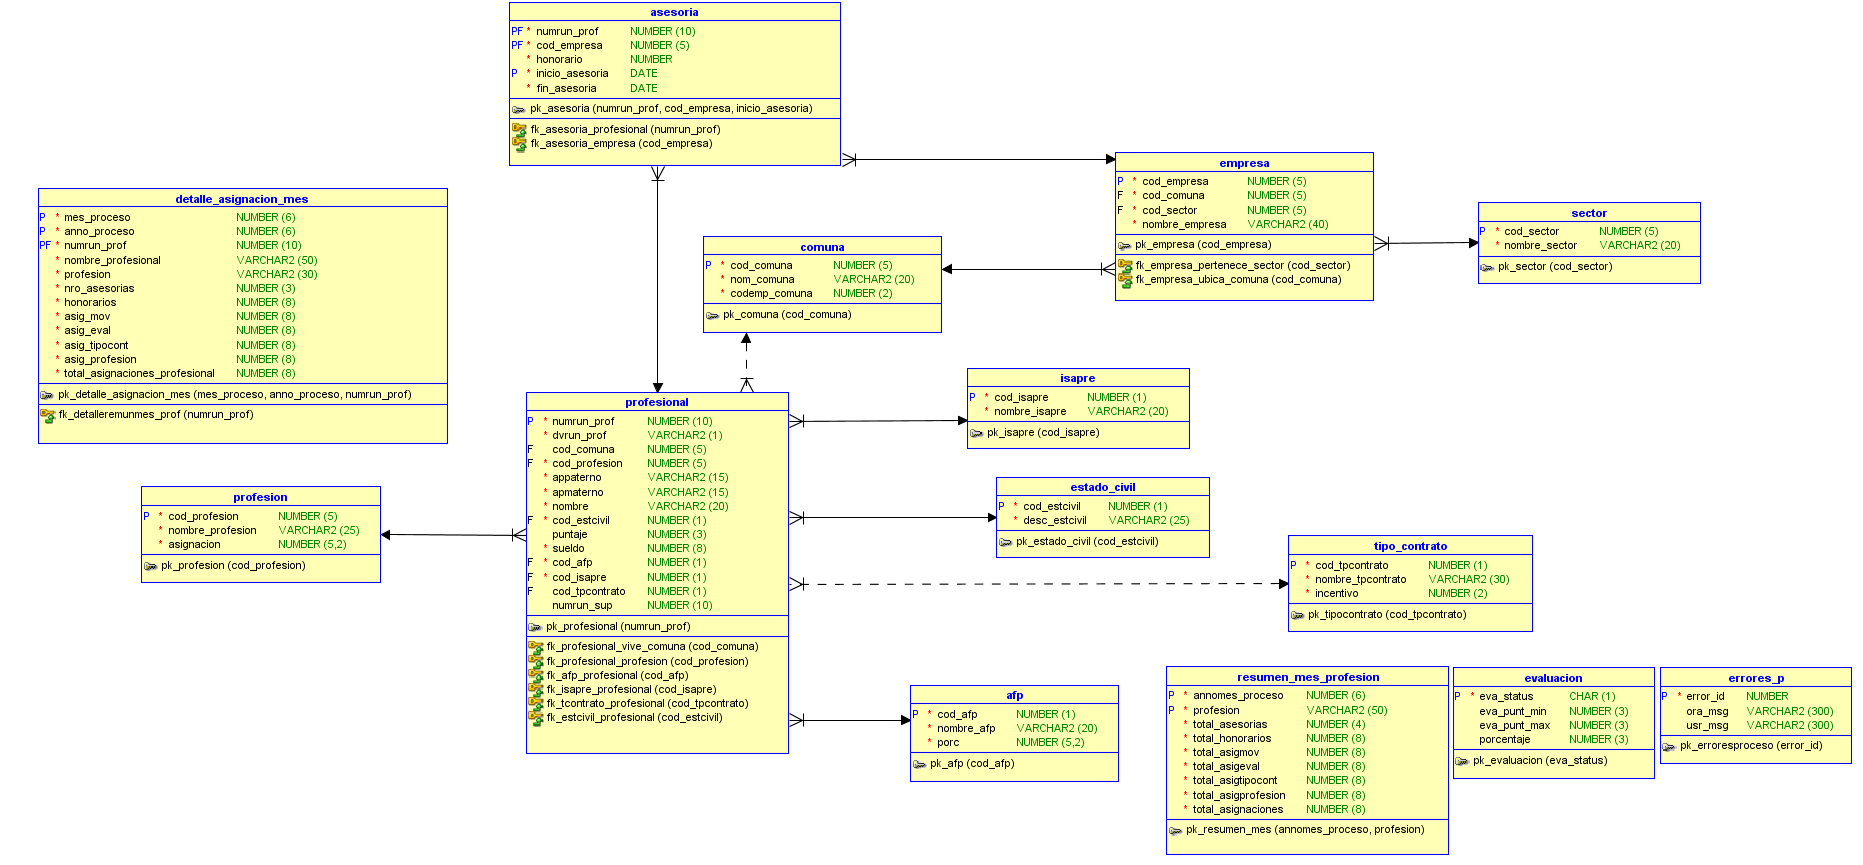 asesoria
PF * numrun_prof NUMBER (10)
PF * cod_empresa NUMBER (5)
* honorario NUMBER
P * inicio_asesoria DATE
* fin_asesoria DATE
pk_asesoria (numrun_prof, cod_empresa, inicio_asesoria)
fk_asesoria_profesional (numrun_prof)
fk_asesoria_empresa (cod_empresa)
empresa
P * cod_empresa NUMBER (5)
F * cod_comuna NUMBER (5)
F * cod_sector NUMBER (5)
* nombre_empresa VARCHAR2 (40)
pk_empresa (cod_empresa)
fk_empresa_pertenece_sector (cod_sector)
fk_empresa_ubica_comuna (cod_comuna)
sector
P * cod_sector NUMBER (5)
* nombre_sector VARCHAR2 (20)
pk_sector (cod_sector)
detalle_asignacion_mes
P * mes_proceso NUMBER (6)
P * anno_proceso NUMBER (6)
PF * numrun_prof NUMBER (10)
* nombre_profesional VARCHAR2 (50)
* profesion VARCHAR2 (30)
* nro_asesorias NUMBER (3)
* honorarios NUMBER (8)
* asig_mov NUMBER (8)
* asig_eval NUMBER (8)
* asig_tipocont NUMBER (8)
* asig_profesion NUMBER (8)
* total_asignaciones_profesional NUMBER (8)
pk_detalle_asignacion_mes (mes_proceso, anno_proceso, numrun_prof)
fk_detalleremunmes_prof (numrun_prof)
comuna
P * cod_comuna NUMBER (5)
* nom_comuna VARCHAR2 (20)
* codemp_comuna NUMBER (2)
pk_comuna (cod_comuna)
profesional
P * numrun_prof NUMBER (10)
* dvrun_prof VARCHAR2 (1)
F cod_comuna NUMBER (5)
F * cod_profesion NUMBER (5)
* appaterno VARCHAR2 (15)
* apmaterno VARCHAR2 (15)
* nombre VARCHAR2 (20)
F * cod_estcivil NUMBER (1)
puntaje NUMBER (3)
* sueldo NUMBER (8)
F * cod_afp NUMBER (1)
F * cod_isapre NUMBER (1)
F cod_tpcontrato NUMBER (1)
numrun_sup NUMBER (10)
pk_profesional (numrun_prof)
fk_profesional_vive_comuna (cod_comuna)
fk_profesional_profesion (cod_profesion)
fk_afp_profesional (cod_afp)
fk_isapre_profesional (cod_isapre)
fk_tcontrato_profesional (cod_tpcontrato)
fk_estcivil_profesional (cod_estcivil)
isapre
P * cod_isapre NUMBER (1)
* nombre_isapre VARCHAR2 (20)
pk_isapre (cod_isapre)
profesion
P * cod_profesion NUMBER (5)
* nombre_profesion VARCHAR2 (25)
* asignacion NUMBER (5,2)
pk_profesion (cod_profesion)
estado_civil
P * cod_estcivil NUMBER (1)
* desc_estcivil VARCHAR2 (25)
pk_estado_civil (cod_estcivil)
tipo_contrato
P * cod_tpcontrato NUMBER (1)
* nombre_tpcontrato VARCHAR2 (30)
* incentivo NUMBER (2)
pk_tipocontrato (cod_tpcontrato)
afp
P * cod_afp NUMBER (1)
* nombre_afp VARCHAR2 (20)
* porc NUMBER (5,2)
pk_afp (cod_afp)
resumen_mes_profesion
P * annomes_proceso NUMBER (6)
P * profesion VARCHAR2 (50)
* total_asesorias NUMBER (4)
* total_honorarios NUMBER (8)
* total_asigmov NUMBER (8)
* total_asigeval NUMBER (8)
* total_asigtipocont NUMBER (8)
* total_asigprofesion NUMBER (8)
* total_asignaciones NUMBER (8)
pk_resumen_mes (annomes_proceso, profesion)
evaluacion
P * eva_status CHAR (1)
eva_punt_min NUMBER (3)
eva_punt_max NUMBER (3)
porcentaje NUMBER (3)
pk_evaluacion (eva_status)
errores_p
P * error_id NUMBER
ora_msg VARCHAR2 (300)
usr_msg VARCHAR2 (300)
pk_erroresproceso (error_id)